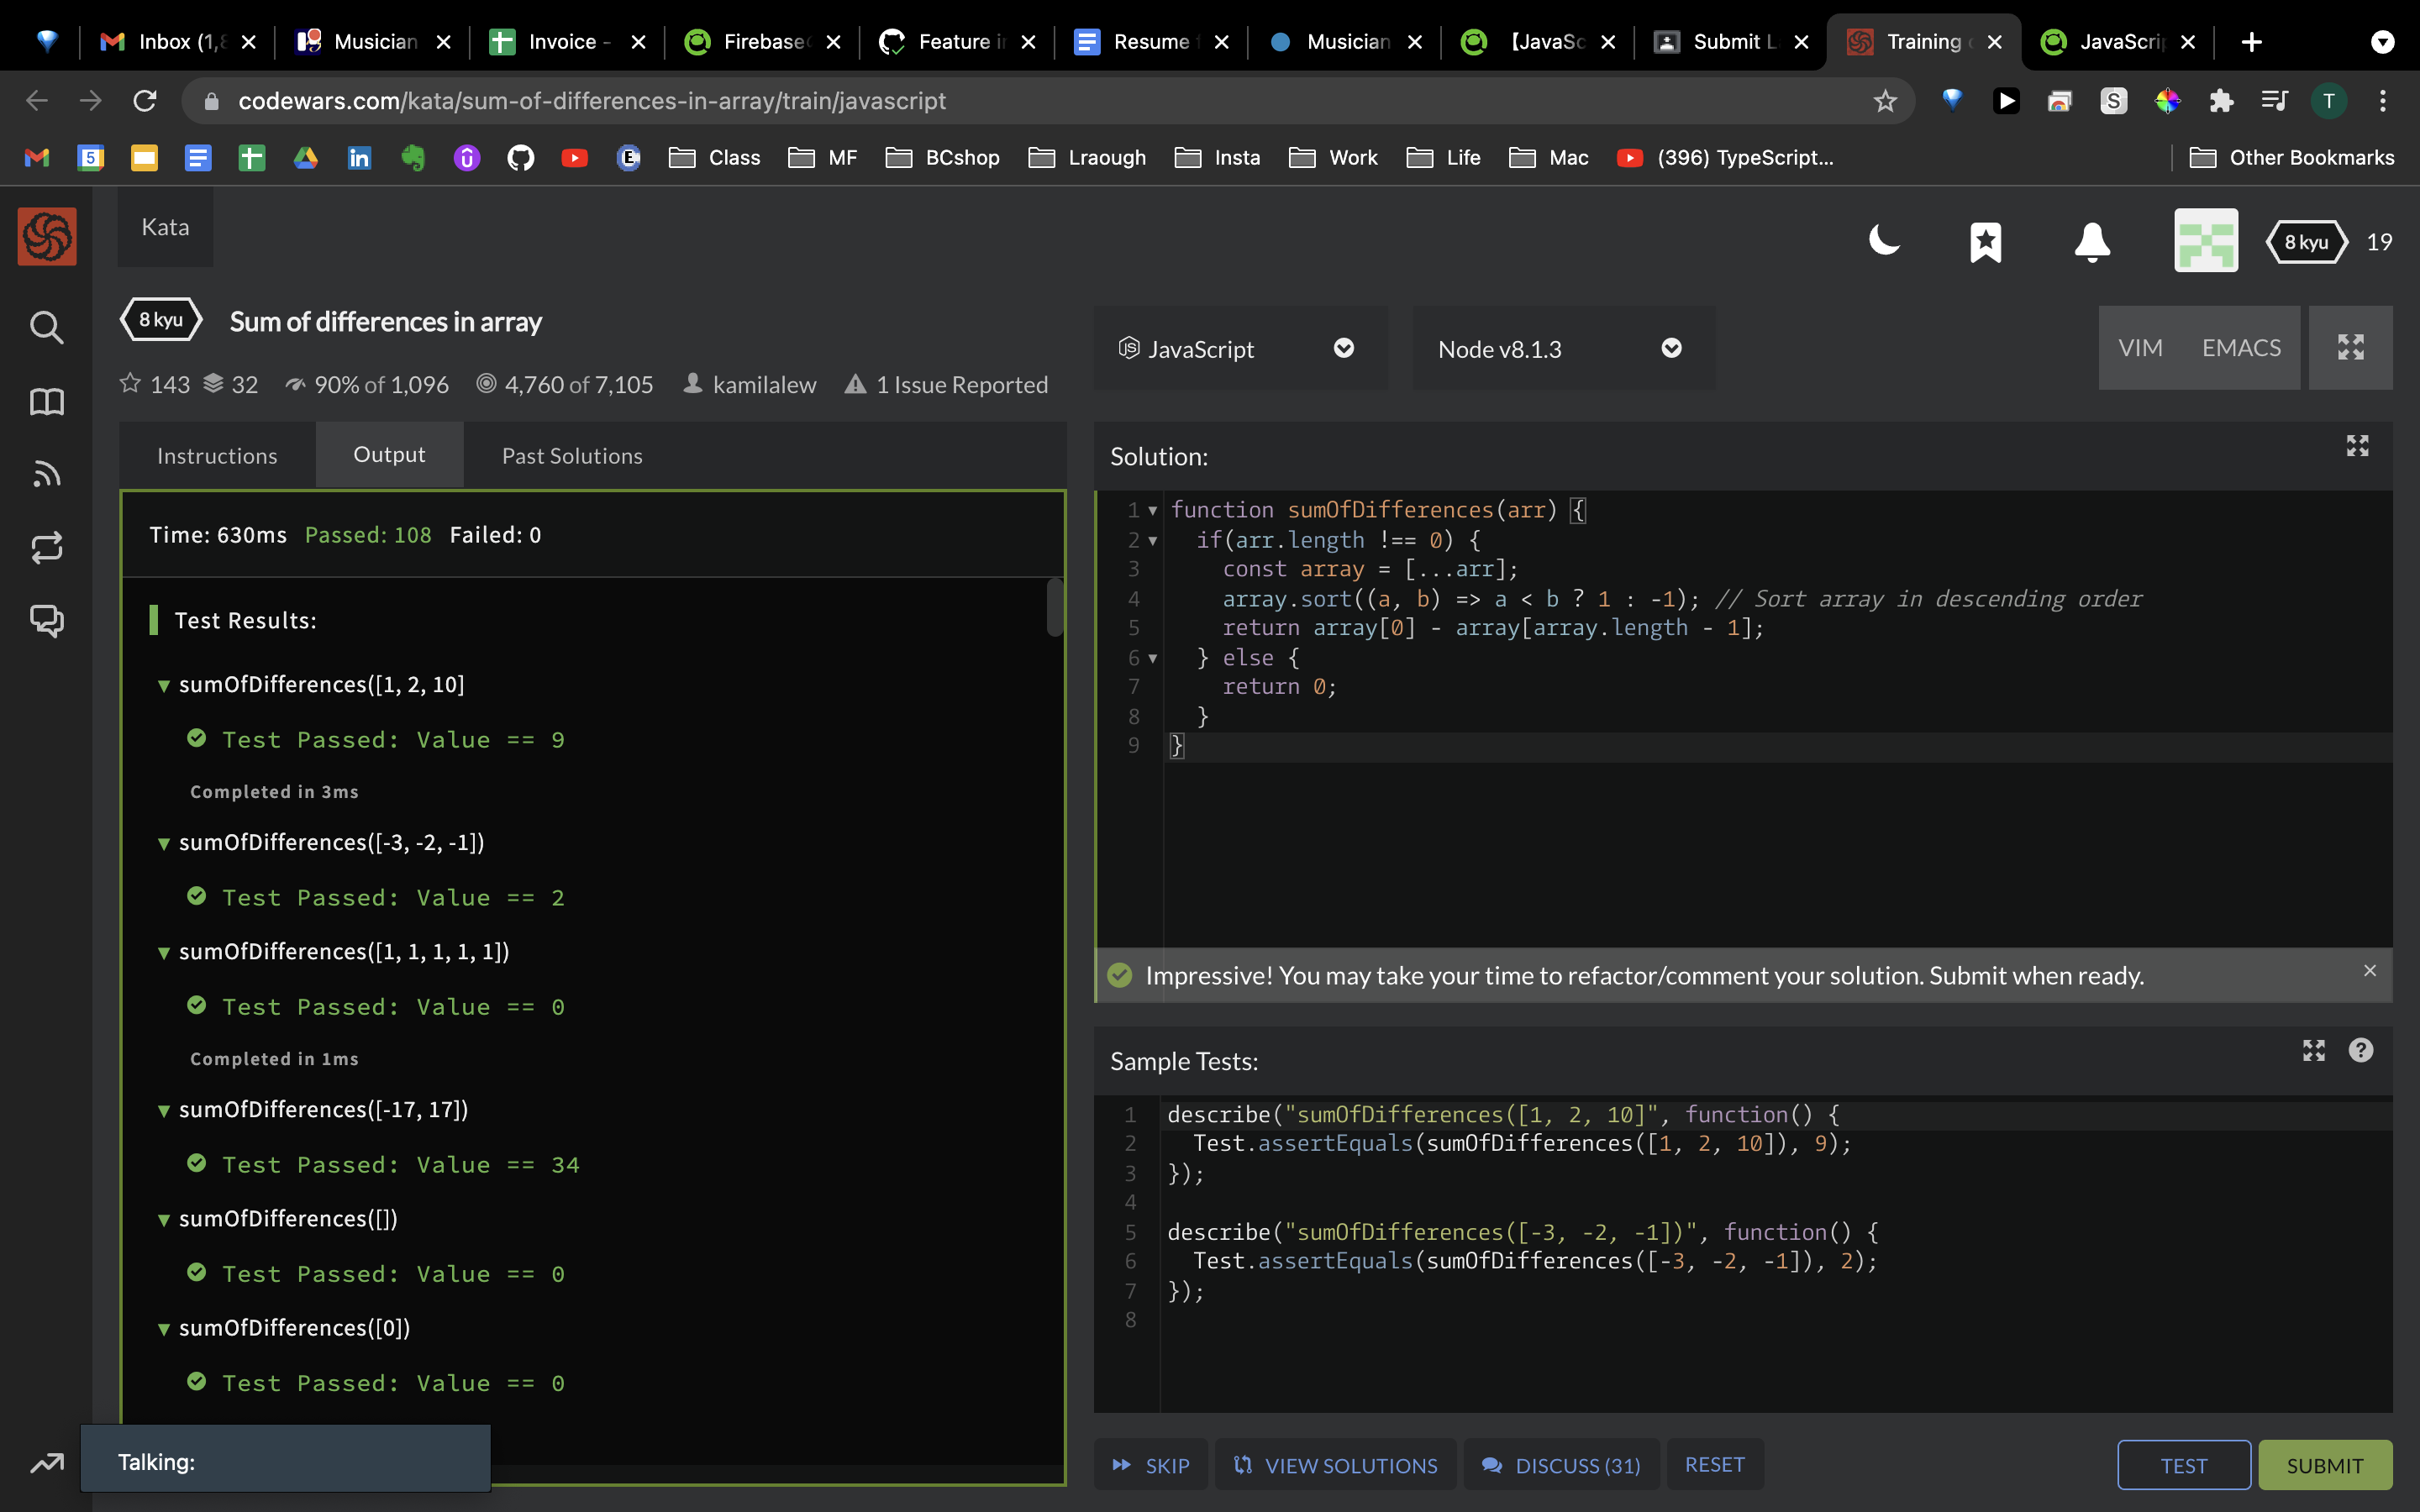 Inbox (1,8
Musician
Invoice -
Firebase
Feature i
Resume f
Musician
【JavaSc
Submit L
Training
JavaScri
codewars.com/kata/sum-of-differences-in-array/train/javascript
T
5
Class
MF
BCshop
Lraough
Insta
Work
Life
Mac
(396) TypeScript...
Other Bookmarks
Kata
8 kyu
19
8 kyu
Sum of differences in array
143 32 90% of 1,096 4,760 of 7,105 kamilalew 1 Issue Reported
JavaScript
Node v8.1.3
VIM EMACS
Instructions
Output
Past Solutions
Time: 630ms Passed: 108 Failed: 0
Test Results:
sumOfDifferences([1, 2, 10]
Test Passed: Value == 9
Completed in 3ms
sumOfDifferences([-3, -2, -1])
Test Passed: Value == 2
sumOfDifferences([1, 1, 1, 1, 1])
Test Passed: Value == 0
Completed in 1ms
sumOfDifferences([-17, 17])
Test Passed: Value == 34
sumOfDifferences([])
Test Passed: Value == 0
sumOfDifferences([0])
Test Passed: Value == 0
Talking:
Solution:
1 function sumOfDifferences(arr) {
2 if(arr.length !== 0) {
3 const array = [...arr];
4 array.sort((a, b) => a < b ? 1 : -1); // Sort array in descending order
5 return array[0] - array[array.length - 1];
6 } else {
7 return 0;
8 }
9 }
Impressive! You may take your time to refactor/comment your solution. Submit when ready.
Sample Tests:
1 describe("sumOfDifferences([1, 2, 10]", function() {
2 Test.assertEquals(sumOfDifferences([1, 2, 10]), 9);
3 });
4
5 describe("sumOfDifferences([-3, -2, -1])", function() {
6 Test.assertEquals(sumOfDifferences([-3, -2, -1]), 2);
7 });
8
SKIP
VIEW SOLUTIONS
DISCUSS (31)
RESET
TEST
SUBMIT